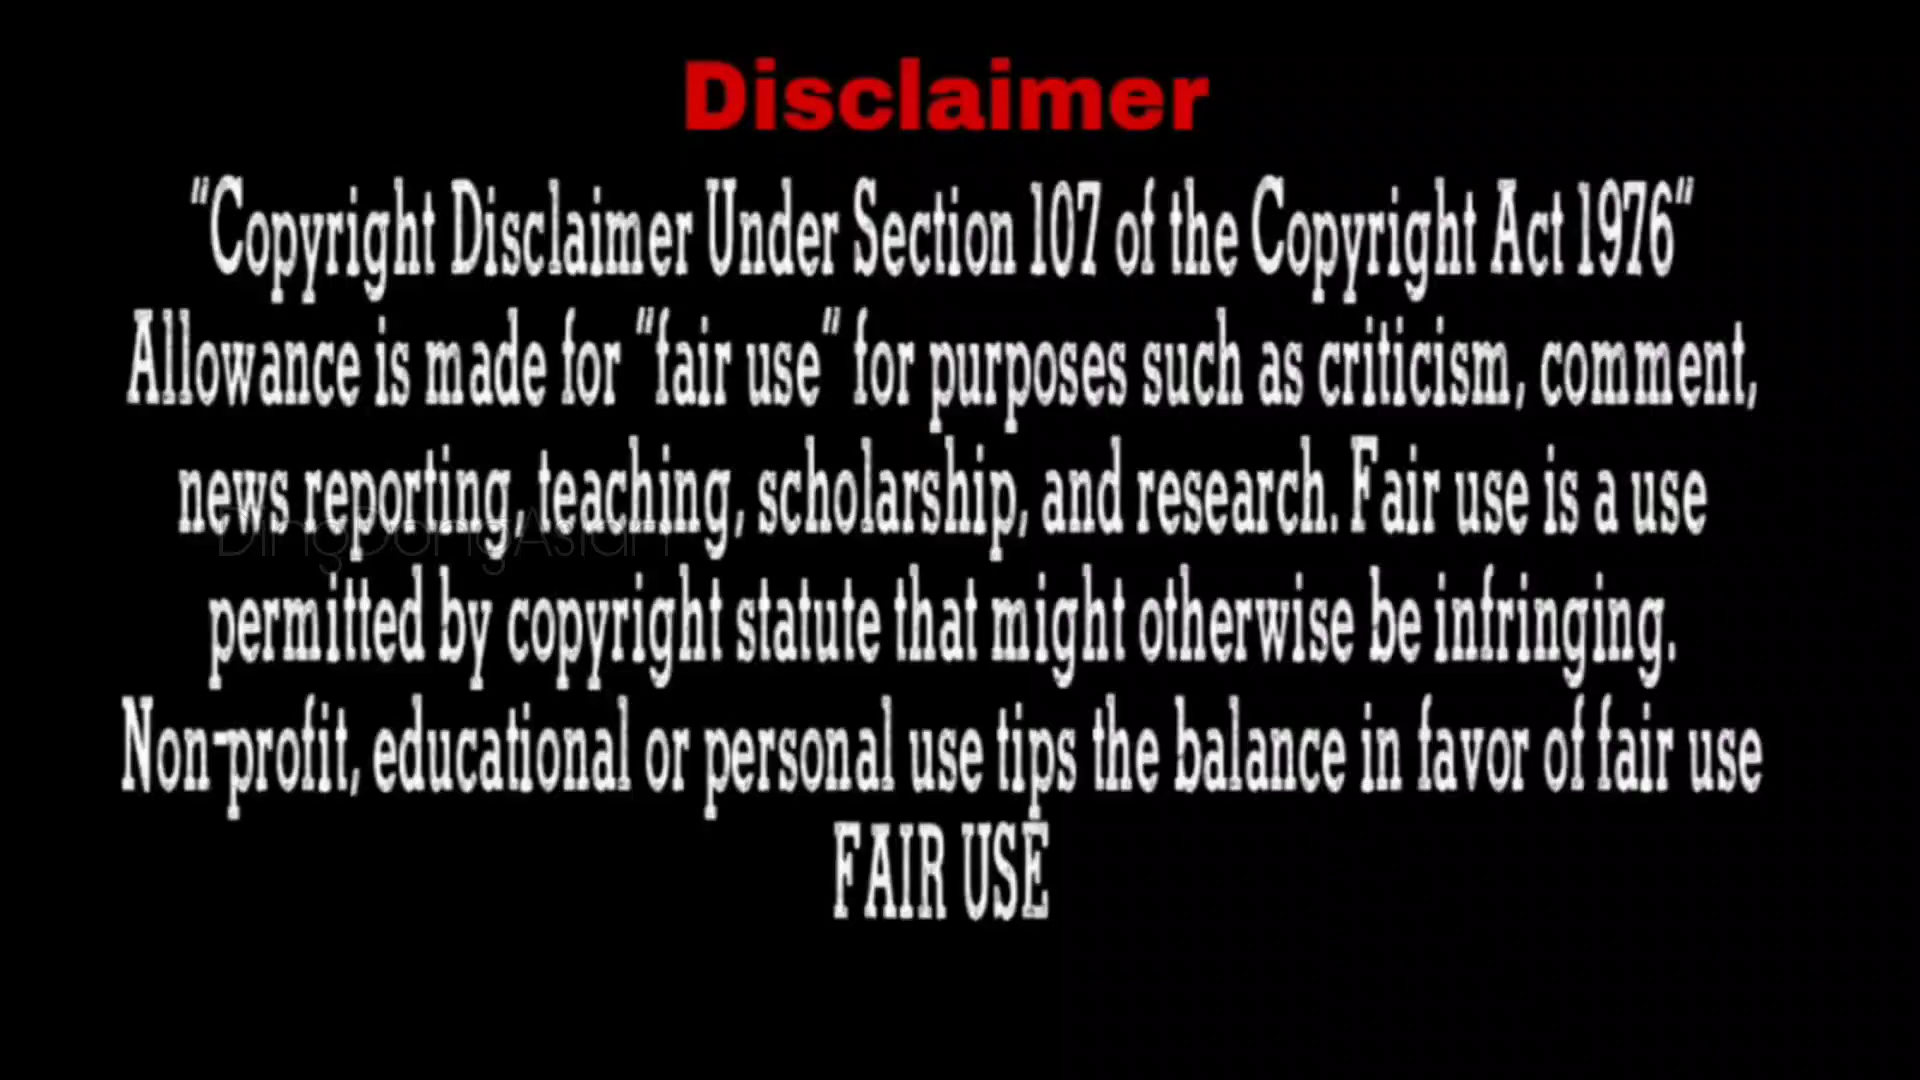 Disclaimer
"Copyright Disclaimer Under Section 107 of the Copyright Act 1976"
Allowance is made for "fair use" for purposes such as criticism, comment,
news reporting, teaching, scholarship, and research. Fair use is a use
DingDongAsian
permitted by copyright statute that might otherwise be infringing.
Non-profit, educational or personal use tips the balance in favor of fair use
FAIR USE